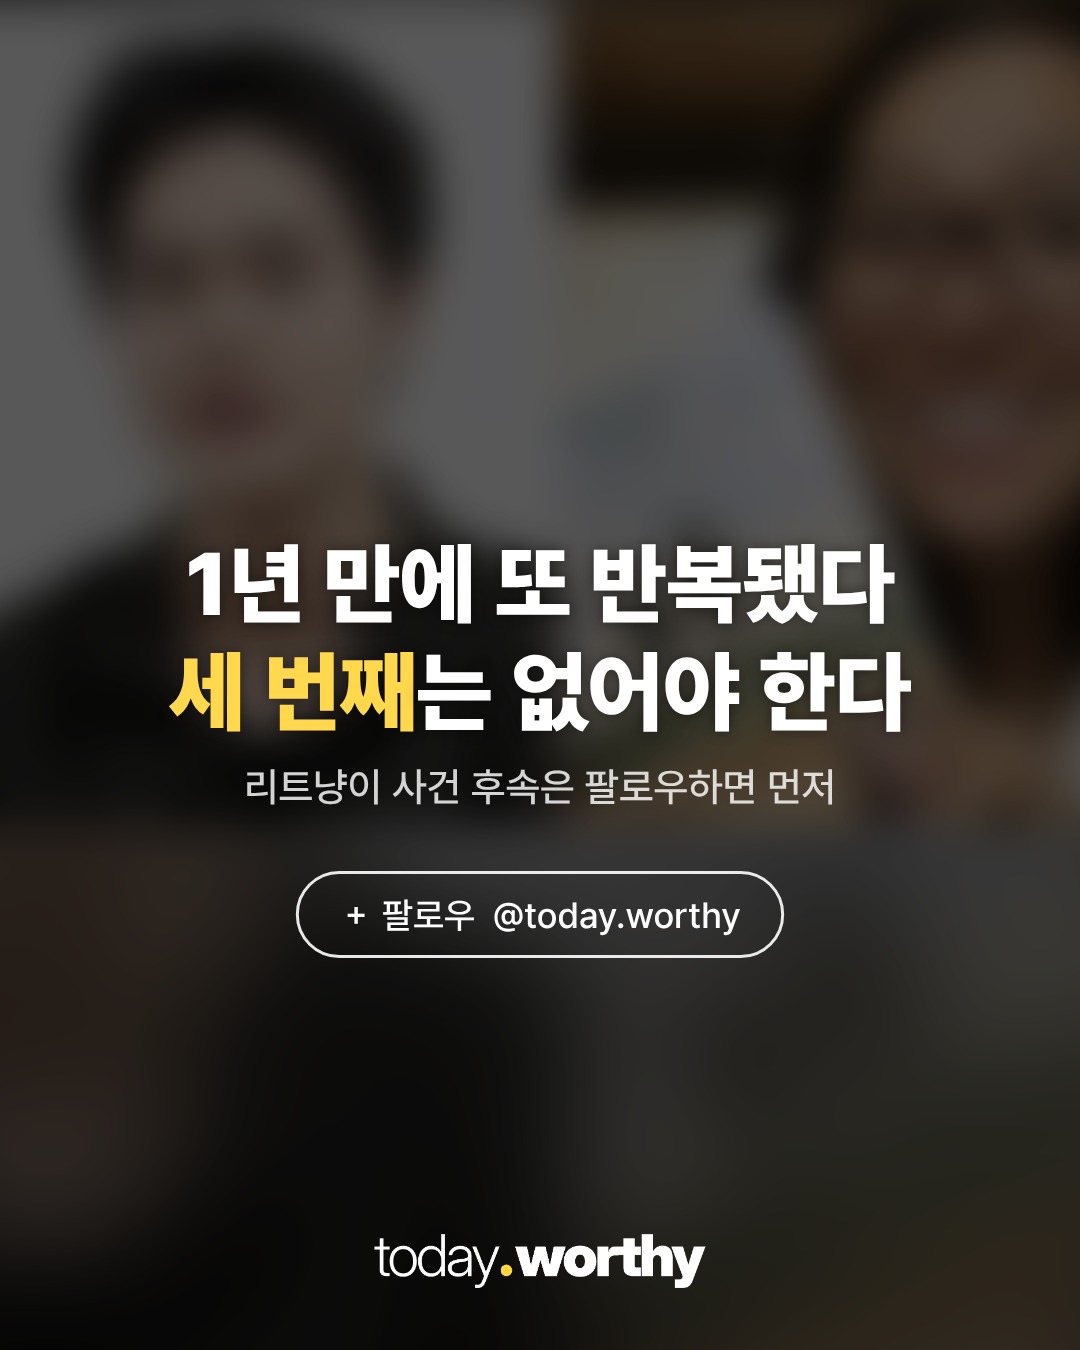 1년 만에 또 반복됐다
세 번째는 없어야 한다
리트냥이 사건 후속은 팔로우하면 먼저
+ 팔로우 @today.worthy
today.worthy